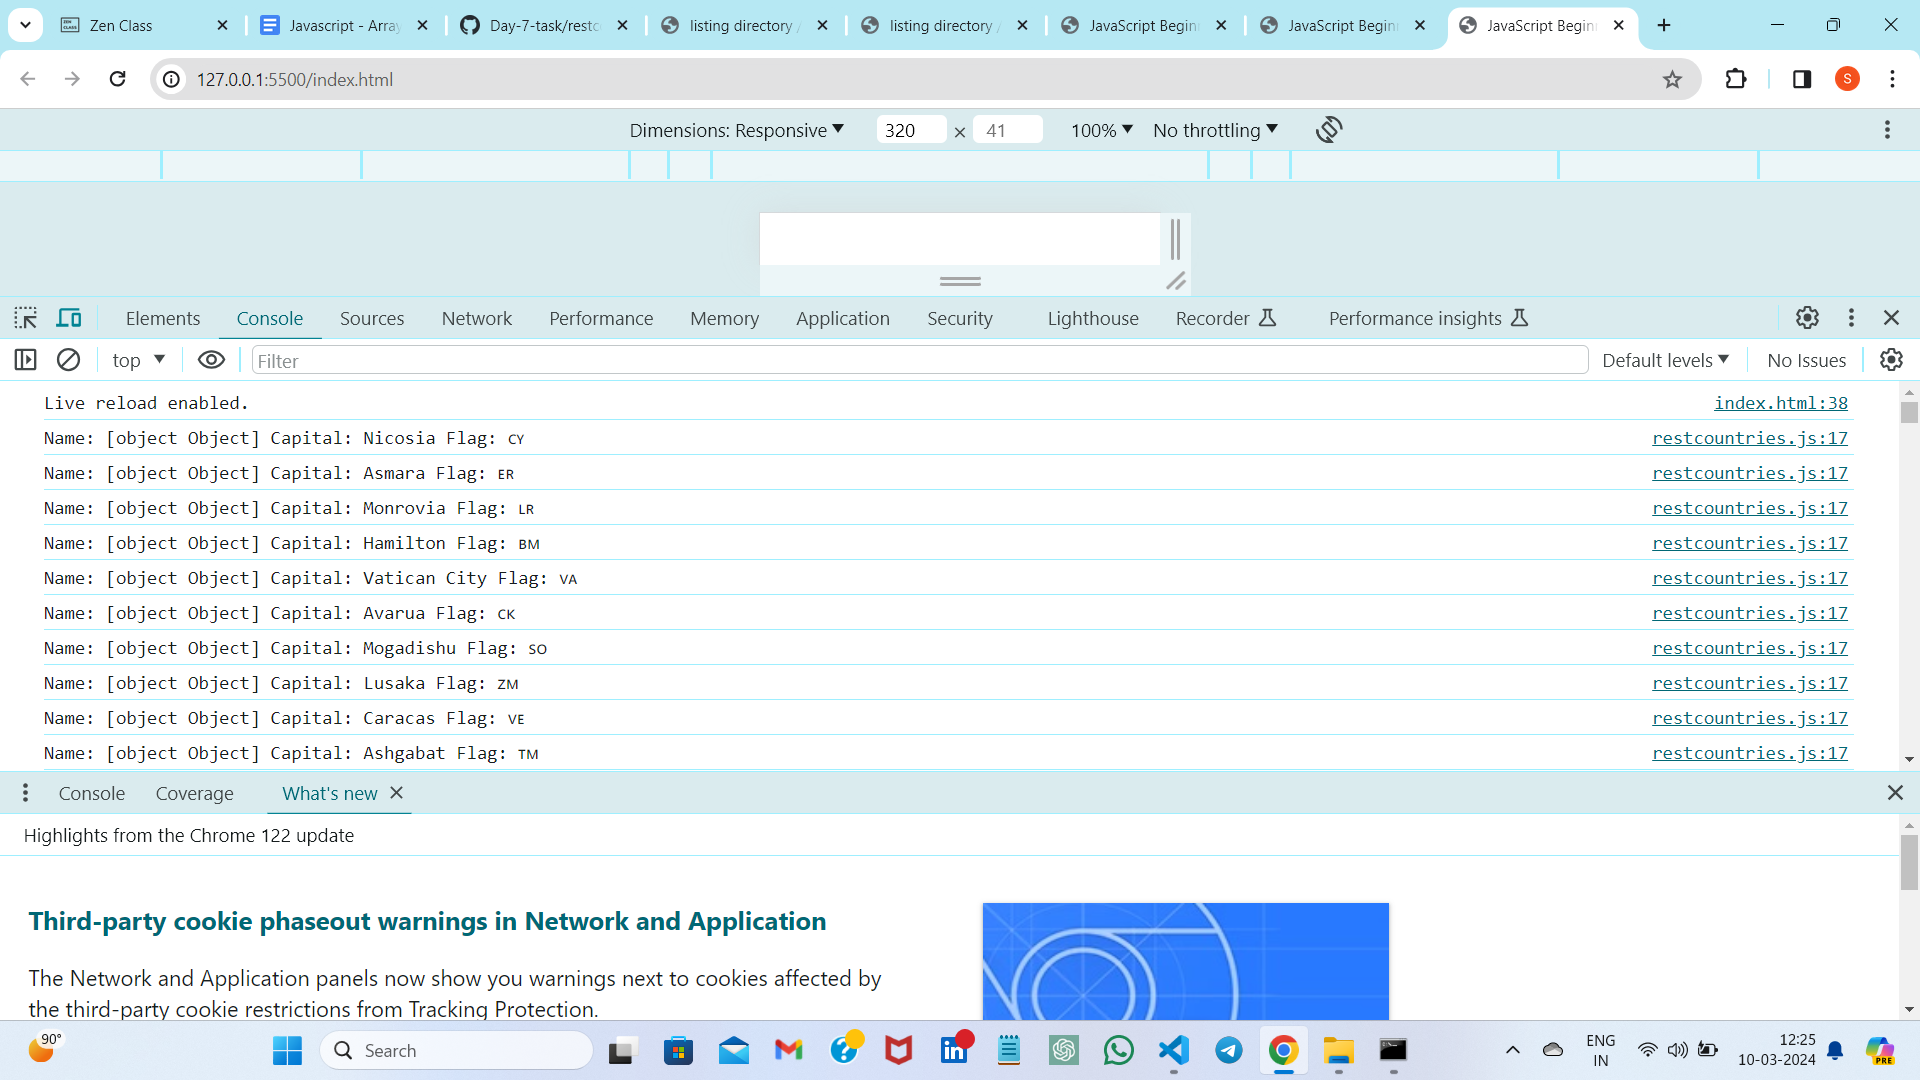 Zen Class
Javascript - Array
Day-7-task/restc
listing directory /
listing directory /
JavaScript Begin
JavaScript Begin
JavaScript Begin
127.0.0.1:5500/index.html
S
Dimensions: Responsive
320 × 41
100%
No throttling
Elements
Console
Sources
Network
Performance
Memory
Application
Security
Lighthouse
Recorder
Performance insights
top
Filter
Default levels
No Issues
Live reload enabled. index.html:38
Name: [object Object] Capital: Nicosia Flag: CY restcountries.js:17
Name: [object Object] Capital: Asmara Flag: ER restcountries.js:17
Name: [object Object] Capital: Monrovia Flag: LR restcountries.js:17
Name: [object Object] Capital: Hamilton Flag: BM restcountries.js:17
Name: [object Object] Capital: Vatican City Flag: VA restcountries.js:17
Name: [object Object] Capital: Avarua Flag: CK restcountries.js:17
Name: [object Object] Capital: Mogadishu Flag: SO restcountries.js:17
Name: [object Object] Capital: Lusaka Flag: ZM restcountries.js:17
Name: [object Object] Capital: Caracas Flag: VE restcountries.js:17
Name: [object Object] Capital: Ashgabat Flag: TM restcountries.js:17
Console
Coverage
What's new
Highlights from the Chrome 122 update
Third-party cookie phaseout warnings in Network and Application
The Network and Application panels now show you warnings next to cookies affected by
the third-party cookie restrictions from Tracking Protection.
90°
Search
ENG
IN
12:25
10-03-2024
PRE